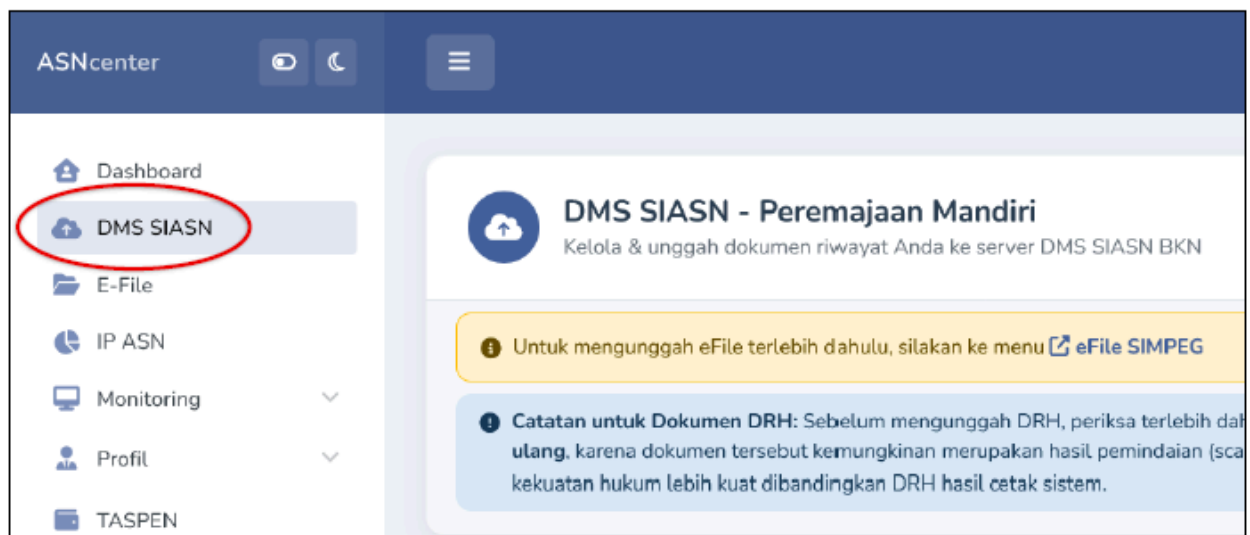 ASNcenter
Dashboard
DMS SIASN
E-File
IP ASN
Monitoring
Profil
TASPEN
DMS SIASN - Peremajaan Mandiri
Kelola & unggah dokumen riwayat Anda ke server DMS SIASN BKN
Untuk mengunggah eFile terlebih dahulu, silakan ke menu eFile SIMPEG
Catatan untuk Dokumen DRH: Sebelum mengunggah DRH, periksa terlebih
ulang, karena dokumen tersebut kemungkinan merupakan hasil pemindaian
kekuatan hukum lebih kuat dibandingkan DRH hasil cetak sistem.